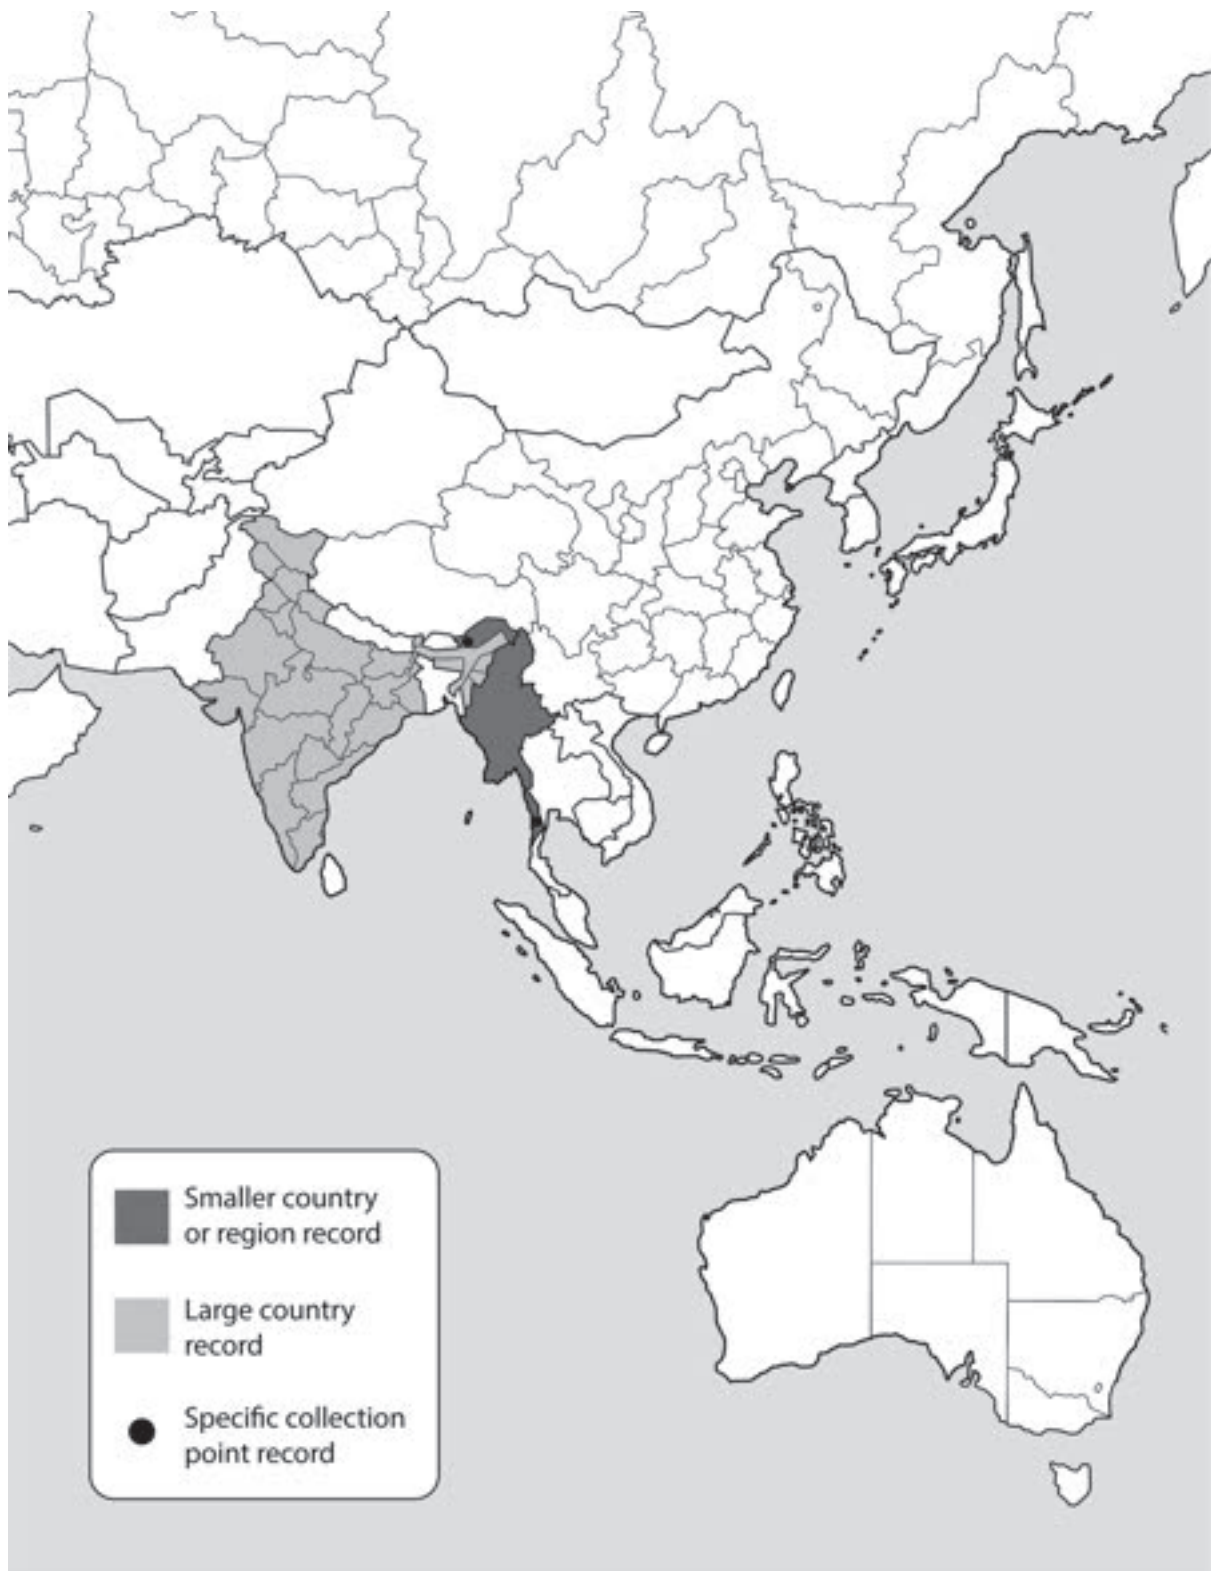 Smaller country
or region record
Large country
record
Specific collection
point record